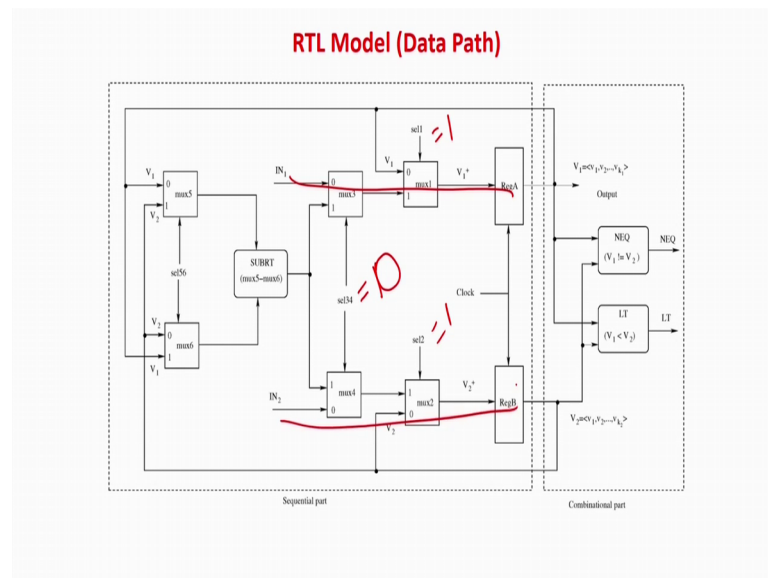 RTL Model (Data Path)
sel1 =1
V1
IN1
V1+
V1=<v1,v2,...,vk1>
0
0
0
mux5
mux3
mux1
RegA
1
1
1
Output
V2
NEQ
NEQ
SUBRT
(V1 != V2)
(mux5-mux6)
sel56
sel34 =0
Clock
LT
LT
V2
sel2 =1
(V1 < V2)
0
mux6
1
V1
V2+
1
mux4
1
IN2
mux2
RegB
0
0
V2
V2=<v1,v2,...,vk2>
Sequential part
Combinational part